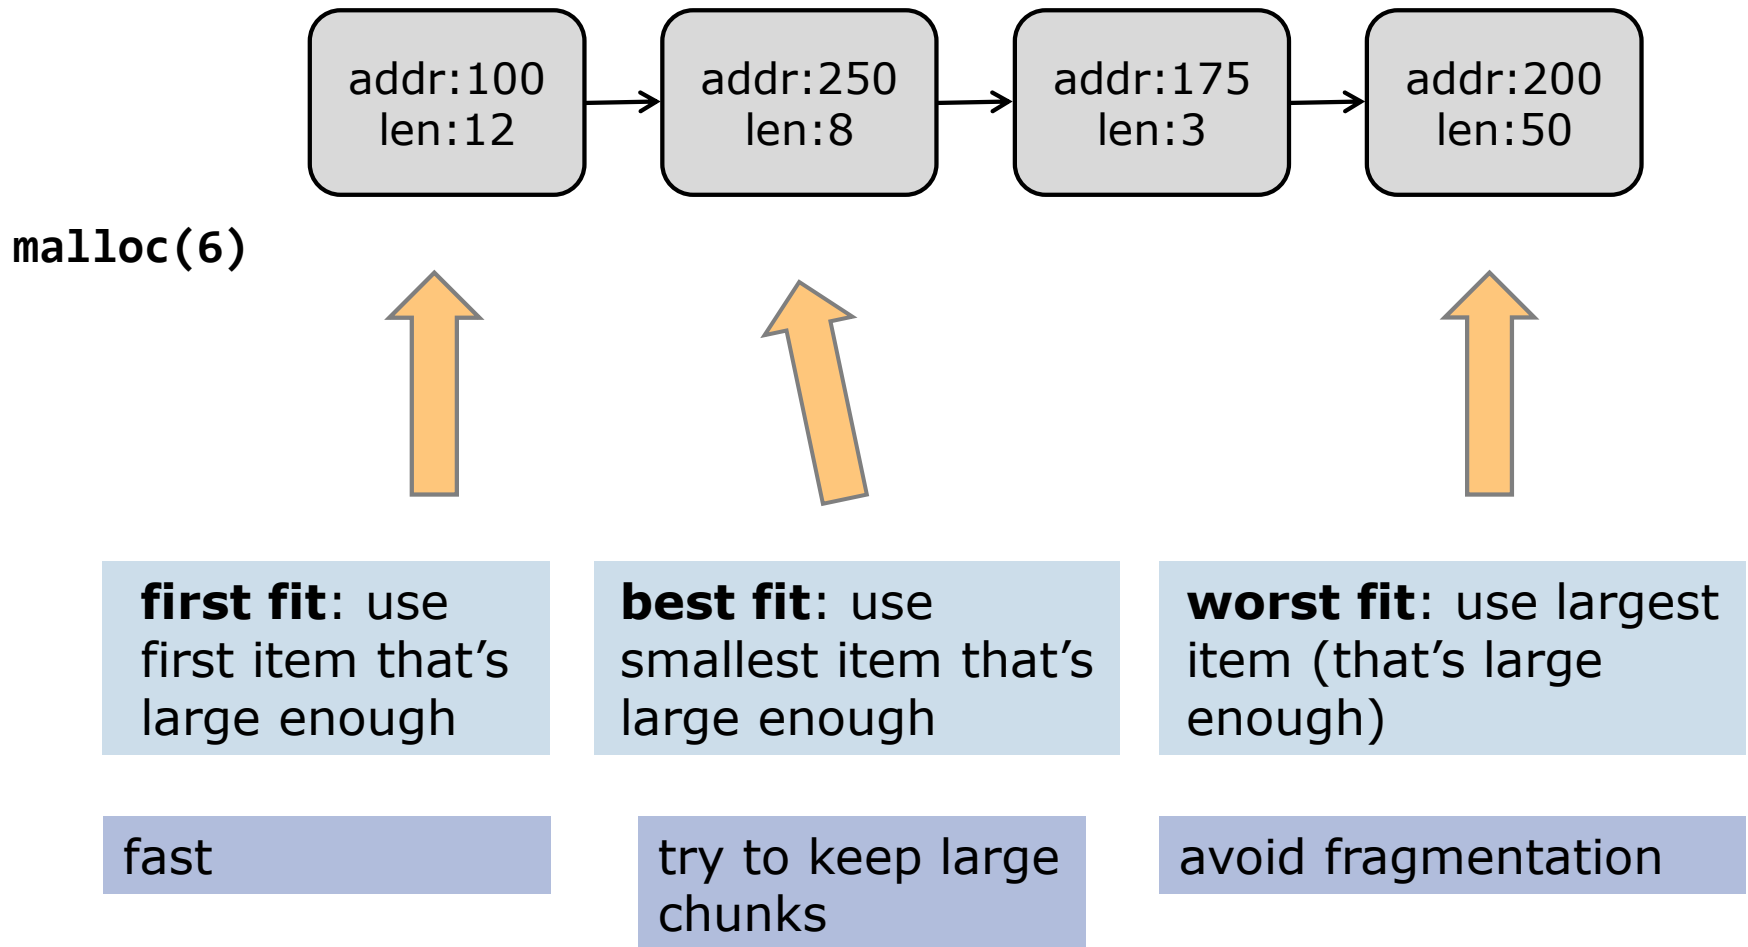 addr:100
len:12
addr:250
len:8
addr:175
len:3
addr:200
len:50
malloc(6)
first fit: use
first item that’s
large enough
best fit: use
smallest item that’s
large enough
worst fit: use largest
item (that’s large
enough)
fast
try to keep large
chunks
avoid fragmentation